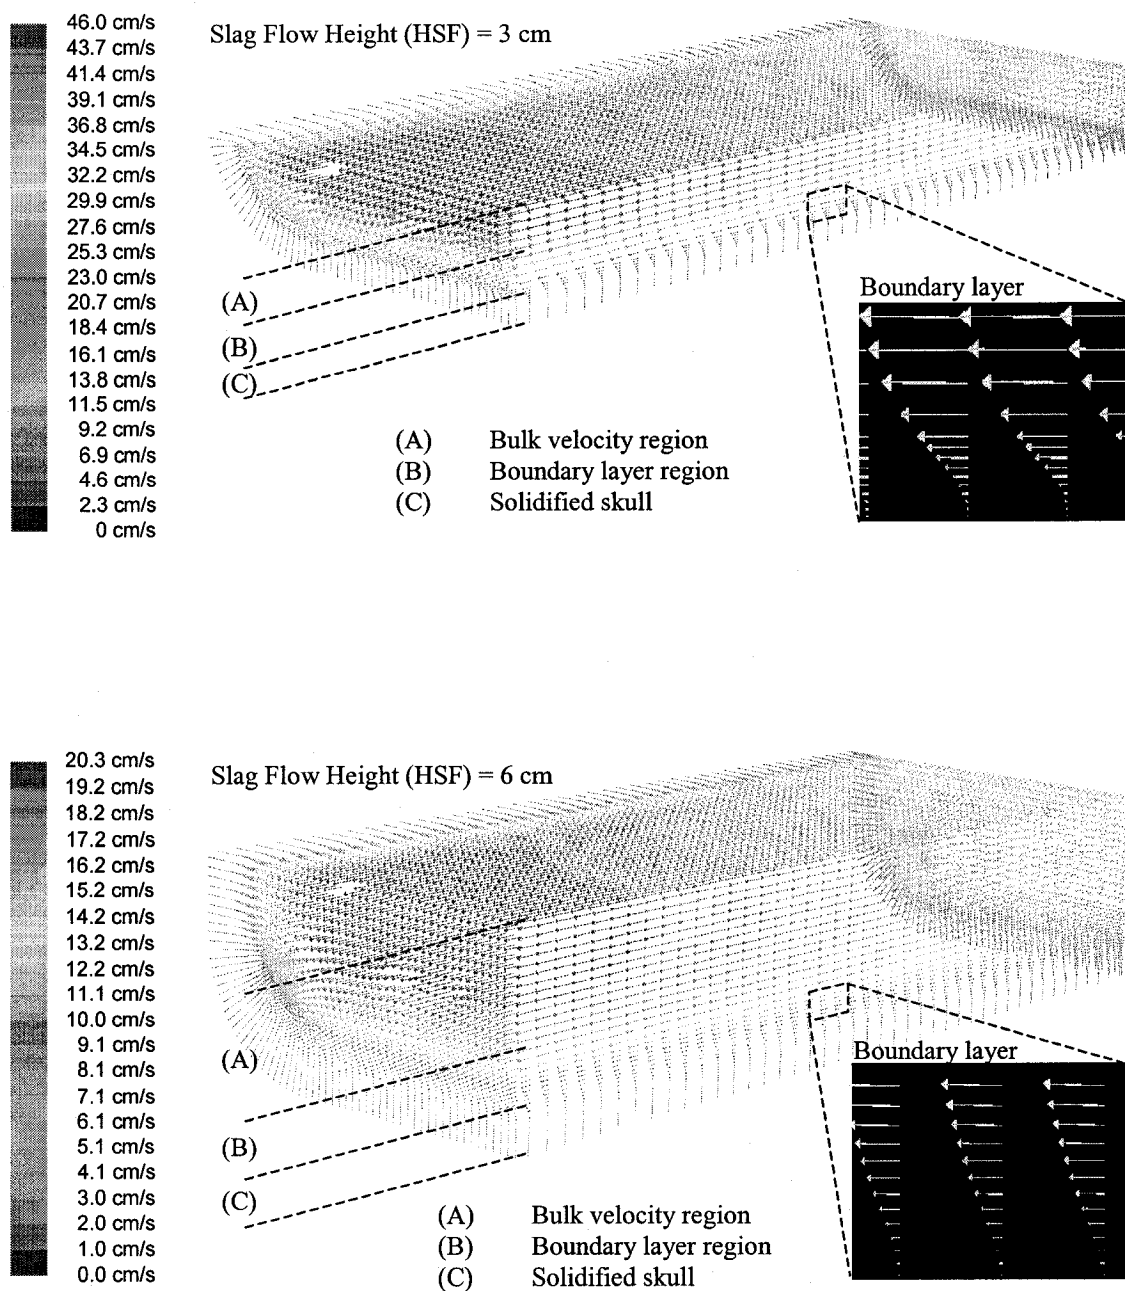 46.0 cm/s
43.7 cm/s
41.4 cm/s
39.1 cm/s
36.8 cm/s
34.5 cm/s
32.2 cm/s
29.9 cm/s
27.6 cm/s
25.3 cm/s
23.0 cm/s
20.7 cm/s
18.4 cm/s
16.1 cm/s
13.8 cm/s
11.5 cm/s
9.2 cm/s
6.9 cm/s
4.6 cm/s
2.3 cm/s
0 cm/s
Slag Flow Height (HSF) = 3 cm
(A)
(B)
(C)
Boundary layer
(A) Bulk velocity region
(B) Boundary layer region
(C) Solidified skull
20.3 cm/s
19.2 cm/s
18.2 cm/s
17.2 cm/s
16.2 cm/s
15.2 cm/s
14.2 cm/s
13.2 cm/s
12.2 cm/s
11.1 cm/s
10.0 cm/s
9.1 cm/s
8.1 cm/s
7.1 cm/s
6.1 cm/s
5.1 cm/s
4.1 cm/s
3.0 cm/s
2.0 cm/s
1.0 cm/s
0.0 cm/s
Slag Flow Height (HSF) = 6 cm
(A)
(B)
(C)
Boundary layer
(A) Bulk velocity region
(B) Boundary layer region
(C) Solidified skull